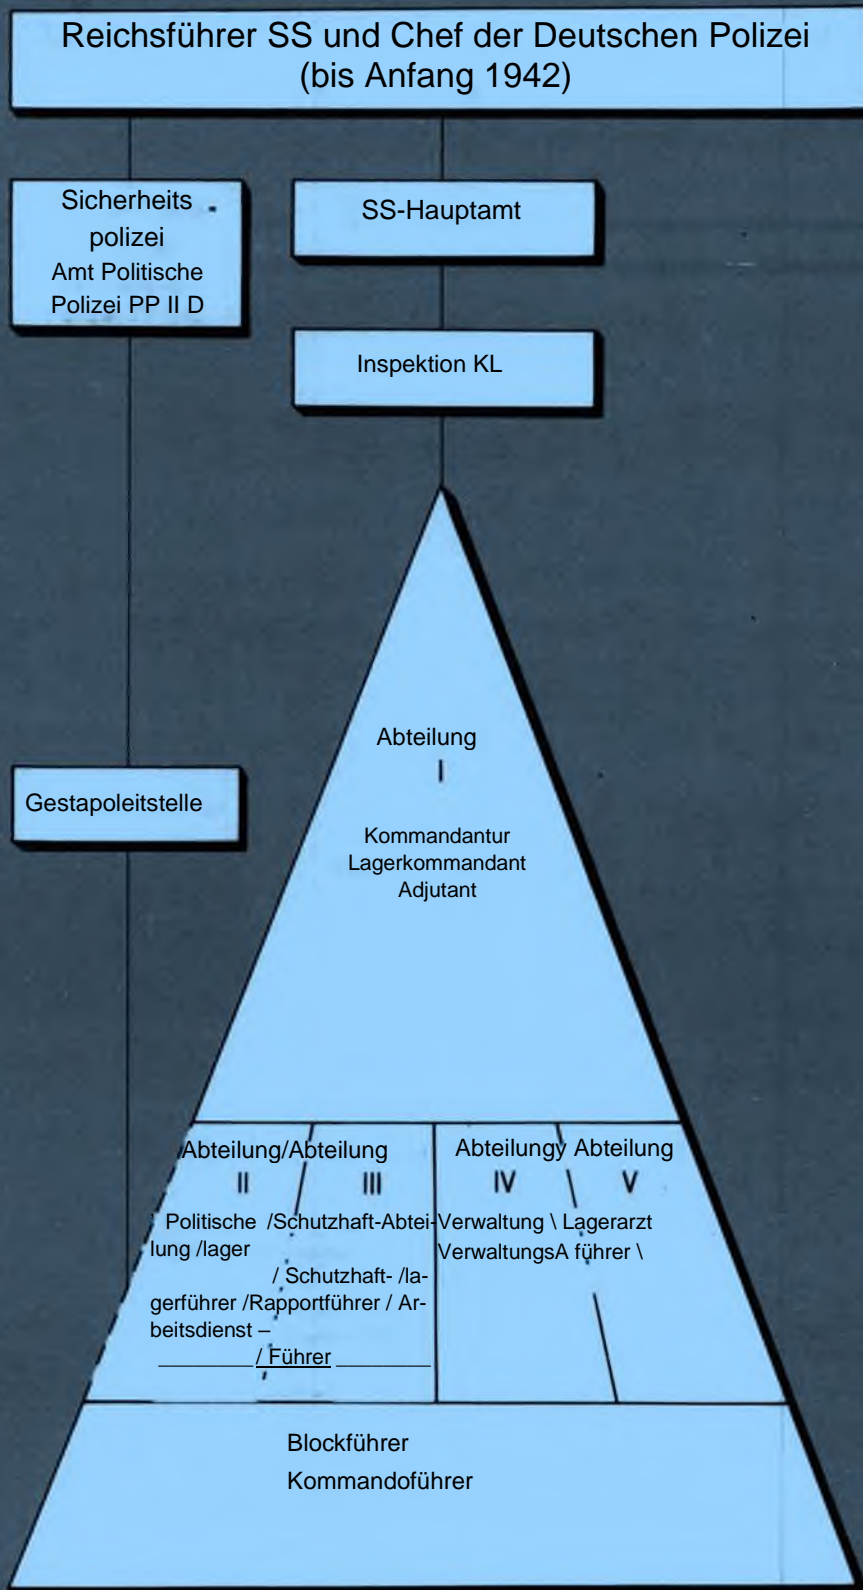 Reichsführer SS und Chef der Deutschen Polizei
(bis Anfang 1942)
Sicherheits
polizei
Amt Politische
Polizei PP II D
SS-Hauptamt
Inspektion KL
Gestapoleitstelle
Abteilung
I
Kommandantur
Lagerkommandant
Adjutant
Abteilung/Abteilung
II III
Politische /Schutzhaft-Abtei-
lung /lager
/ Schutzhaft- /la-
gerführer /Rapportführer / Ar-
beitsdienst –
/ Führer
Abteilungy Abteilung
IV V
Verwaltung \ Lagerarzt
VerwaltungsA führer \
Blockführer
Kommandoführer